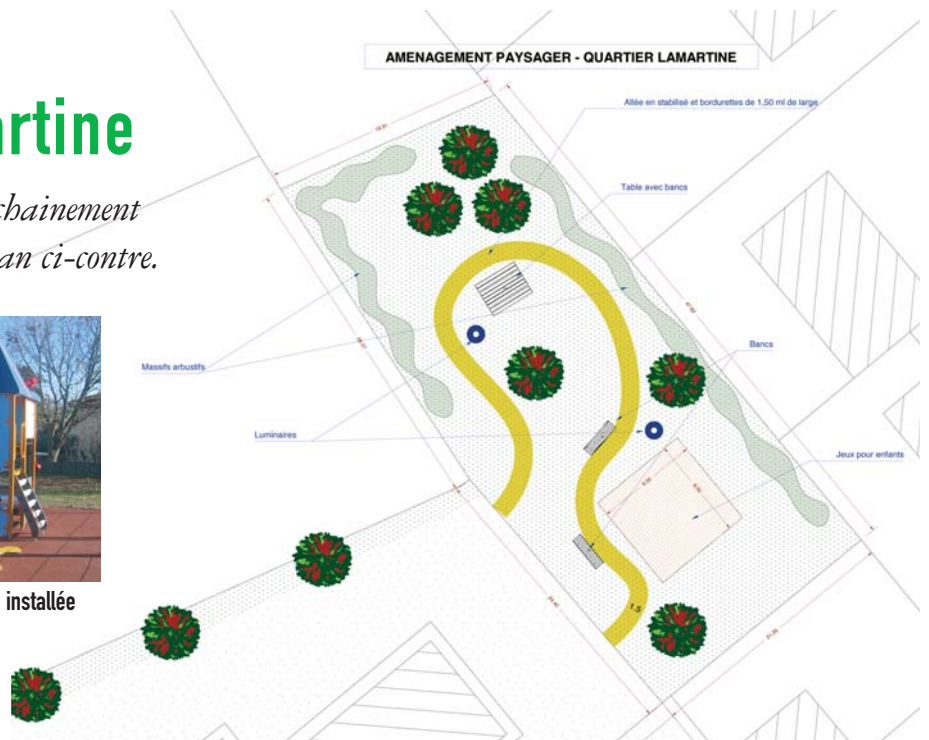 artine
chainement
an ci-contre.
installée
AMENAGEMENT PAYSAGER - QUARTIER LAMARTINE
Allée en stabilisé et bordurettes de 1.50 ml de large
Table avec bancs
Massifs arbustifs
Bancs
Luminaires
Jeux pour enfants
1.5